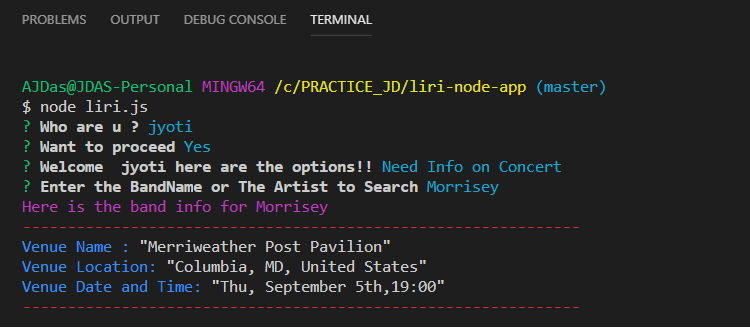 PROBLEMS OUTPUT DEBUG CONSOLE TERMINAL
AJDas@JDAS-Personal MINGW64 /c/PRACTICE_JD/liri-node-app (master)
$ node liri.js
? Who are u ? jyoti
? Want to proceed Yes
? Welcome  jyoti here are the options!! Need Info on Concert
? Enter the BandName or The Artist to Search Morrisey
Here is the band info for Morrisey
--------------------------------------------------------------
Venue Name : "Merriweather Post Pavilion"
Venue Location: "Columbia, MD, United States"
Venue Date and Time: "Thu, September 5th,19:00"
--------------------------------------------------------------